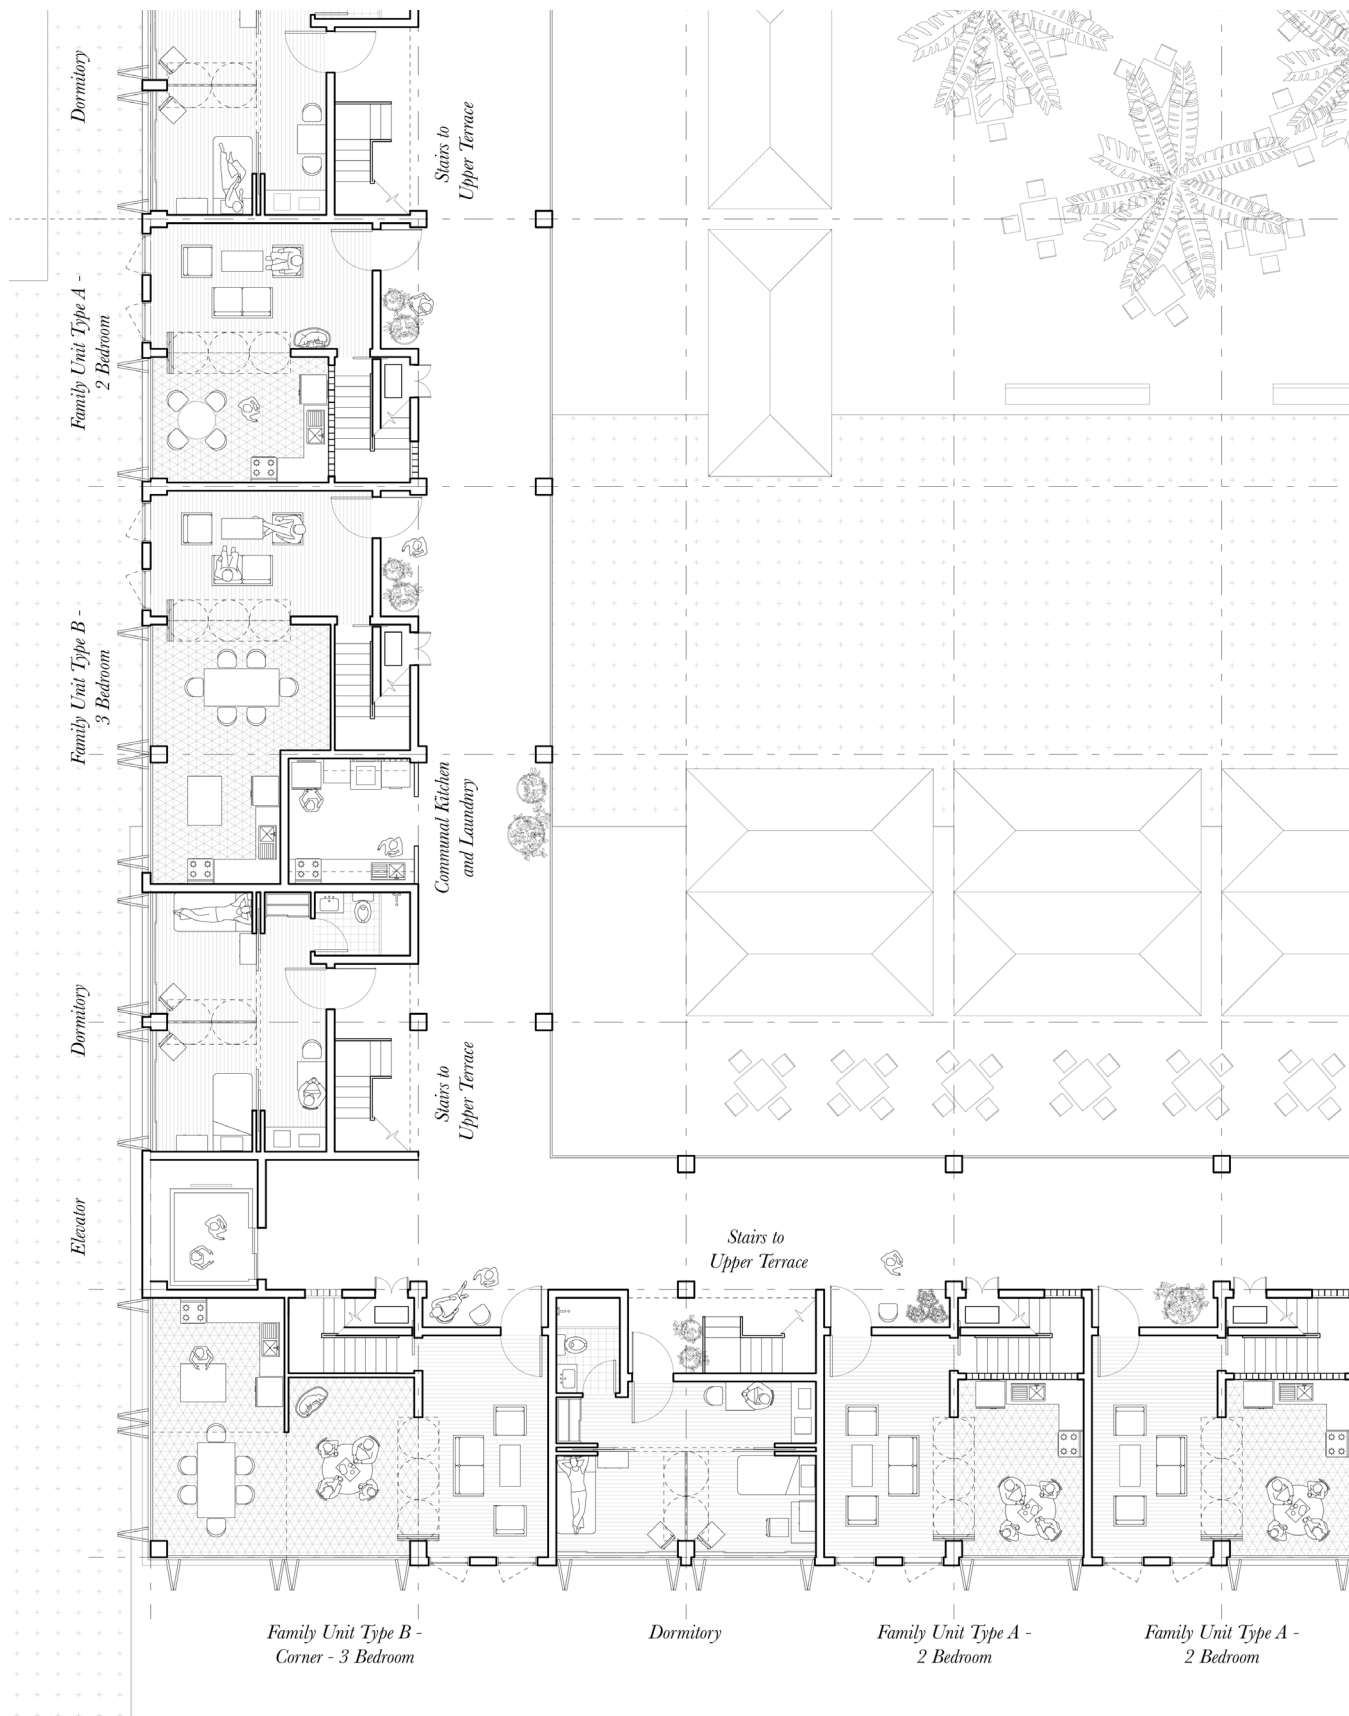 Dormitory
Stairs to
Upper Terrace
Family Unit Type A -
2 Bedroom
Family Unit Type B -
3 Bedroom
Communal Kitchen
and Laundnry
Dormitory
Stairs to
Upper Terrace
Elevator
Stairs to
Upper Terrace
Family Unit Type B -
Corner - 3 Bedroom
Dormitory
Family Unit Type A -
2 Bedroom
Family Unit Type A -
2 Bedroom